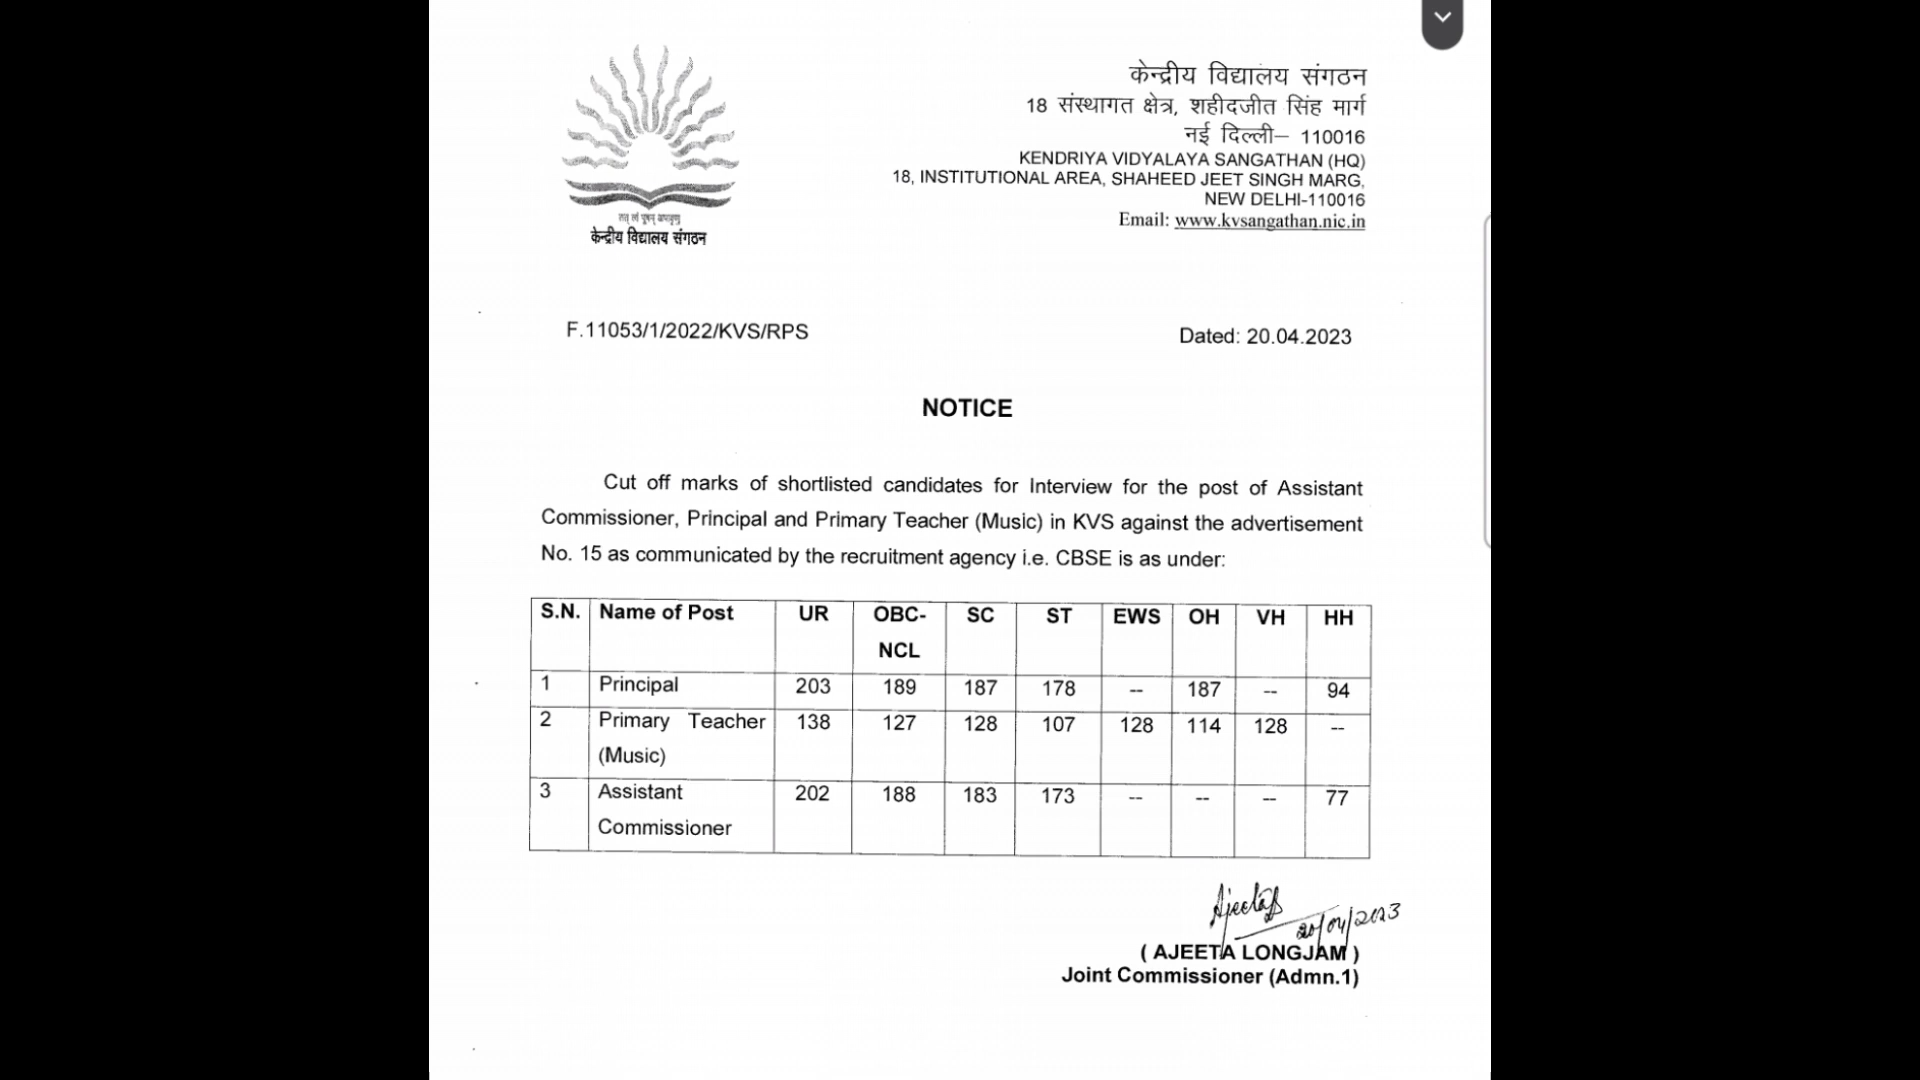 तत् त्वं पूषन् अपावृणु
केन्द्रीय विद्यालय संगठन
केन्द्रीय विद्यालय संगठन
18 संस्थागत क्षेत्र, शहीदजीत सिंह मार्ग
नई दिल्ली– 110016
KENDRIYA VIDYALAYA SANGATHAN (HQ)
18, INSTITUTIONAL AREA, SHAHEED JEET SINGH MARG,
NEW DELHI-110016
Email: www.kvsangathan.nic.in
F.11053/1/2022/KVS/RPS Dated: 20.04.2023
NOTICE
Cut off marks of shortlisted candidates for Interview for the post of Assistant
Commissioner, Principal and Primary Teacher (Music) in KVS against the advertisement
No. 15 as communicated by the recruitment agency i.e. CBSE is as under:
S.N. Name of Post UR OBC- SC ST EWS OH VH HH
NCL
1 Principal 203 189 187 178 -- 187 -- 94
2 Primary Teacher 138 127 128 107 128 114 128 --
(Music)
3 Assistant 202 188 183 173 -- -- -- 77
Commissioner
20/04/2023
( AJEETA LONGJAM )
Joint Commissioner (Admn.1)